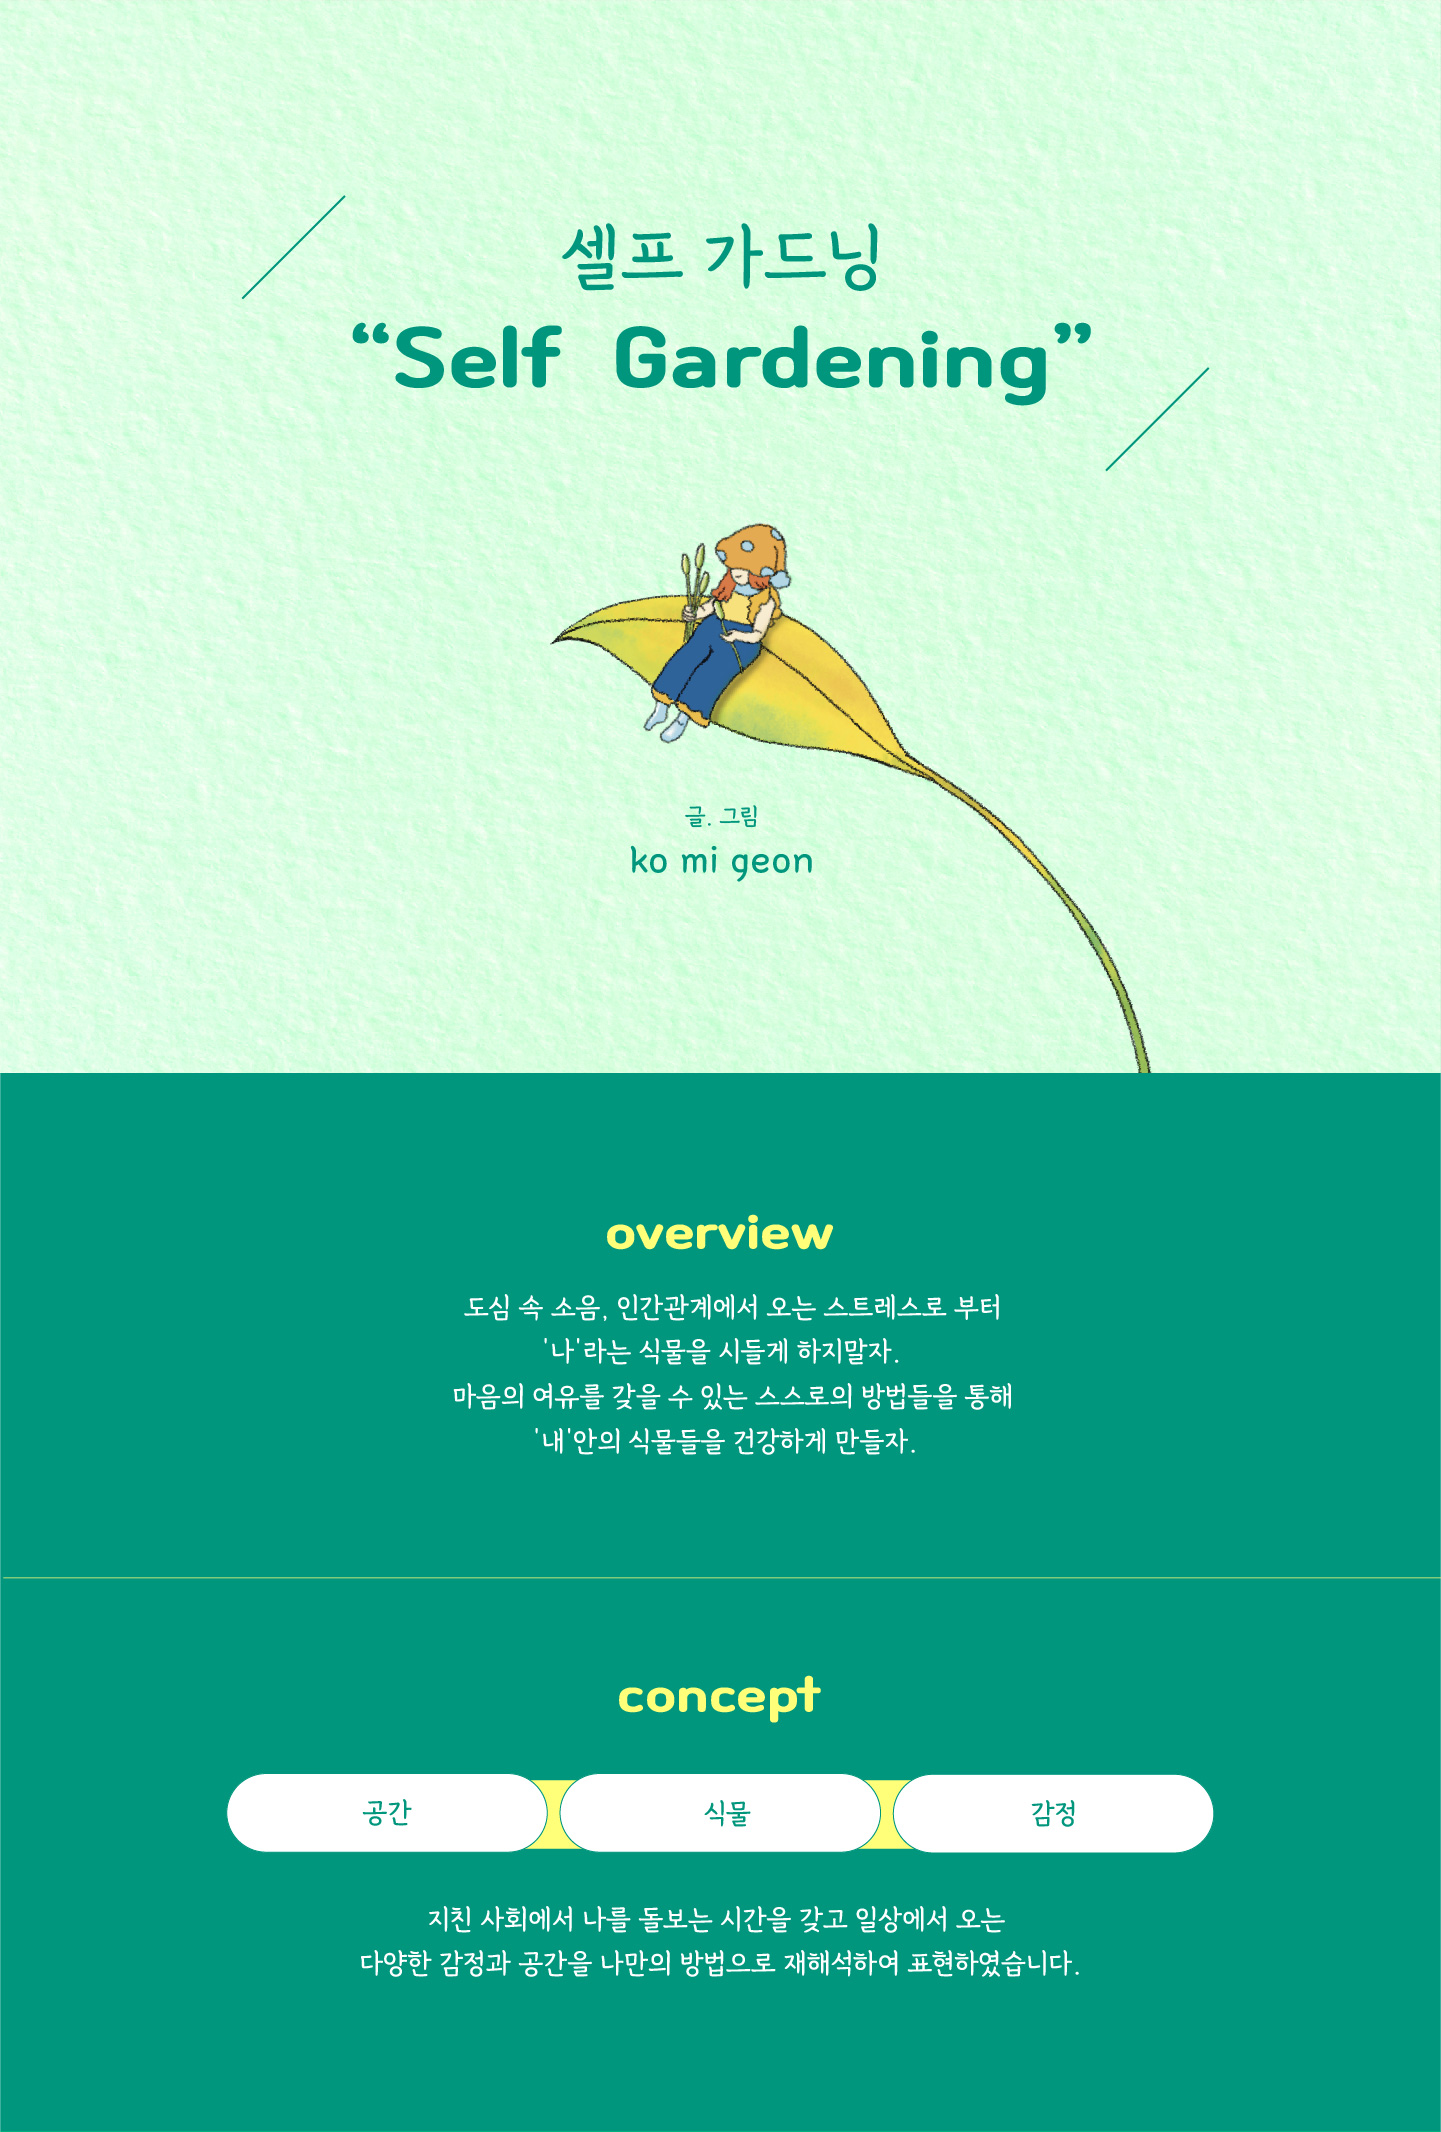 셀프 가드닝
“Self Gardening”
글. 그림
ko mi geon
overview
도심 속 소음, 인간관계에서 오는 스트레스로 부터
'나'라는 식물을 시들게 하지말자.
마음의 여유를 갖을 수 있는 스스로의 방법들을 통해
'내'안의 식물들을 건강하게 만들자.
concept
공간
식물
감정
지친 사회에서 나를 돌보는 시간을 갖고 일상에서 오는
다양한 감정과 공간을 나만의 방법으로 재해석하여 표현하였습니다.